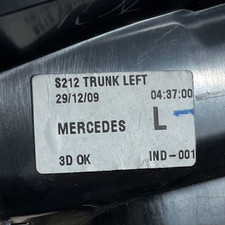 S212 TRUNK LEFT
29/12/09 04:37:00
MERCEDES L
3D OK IND-001